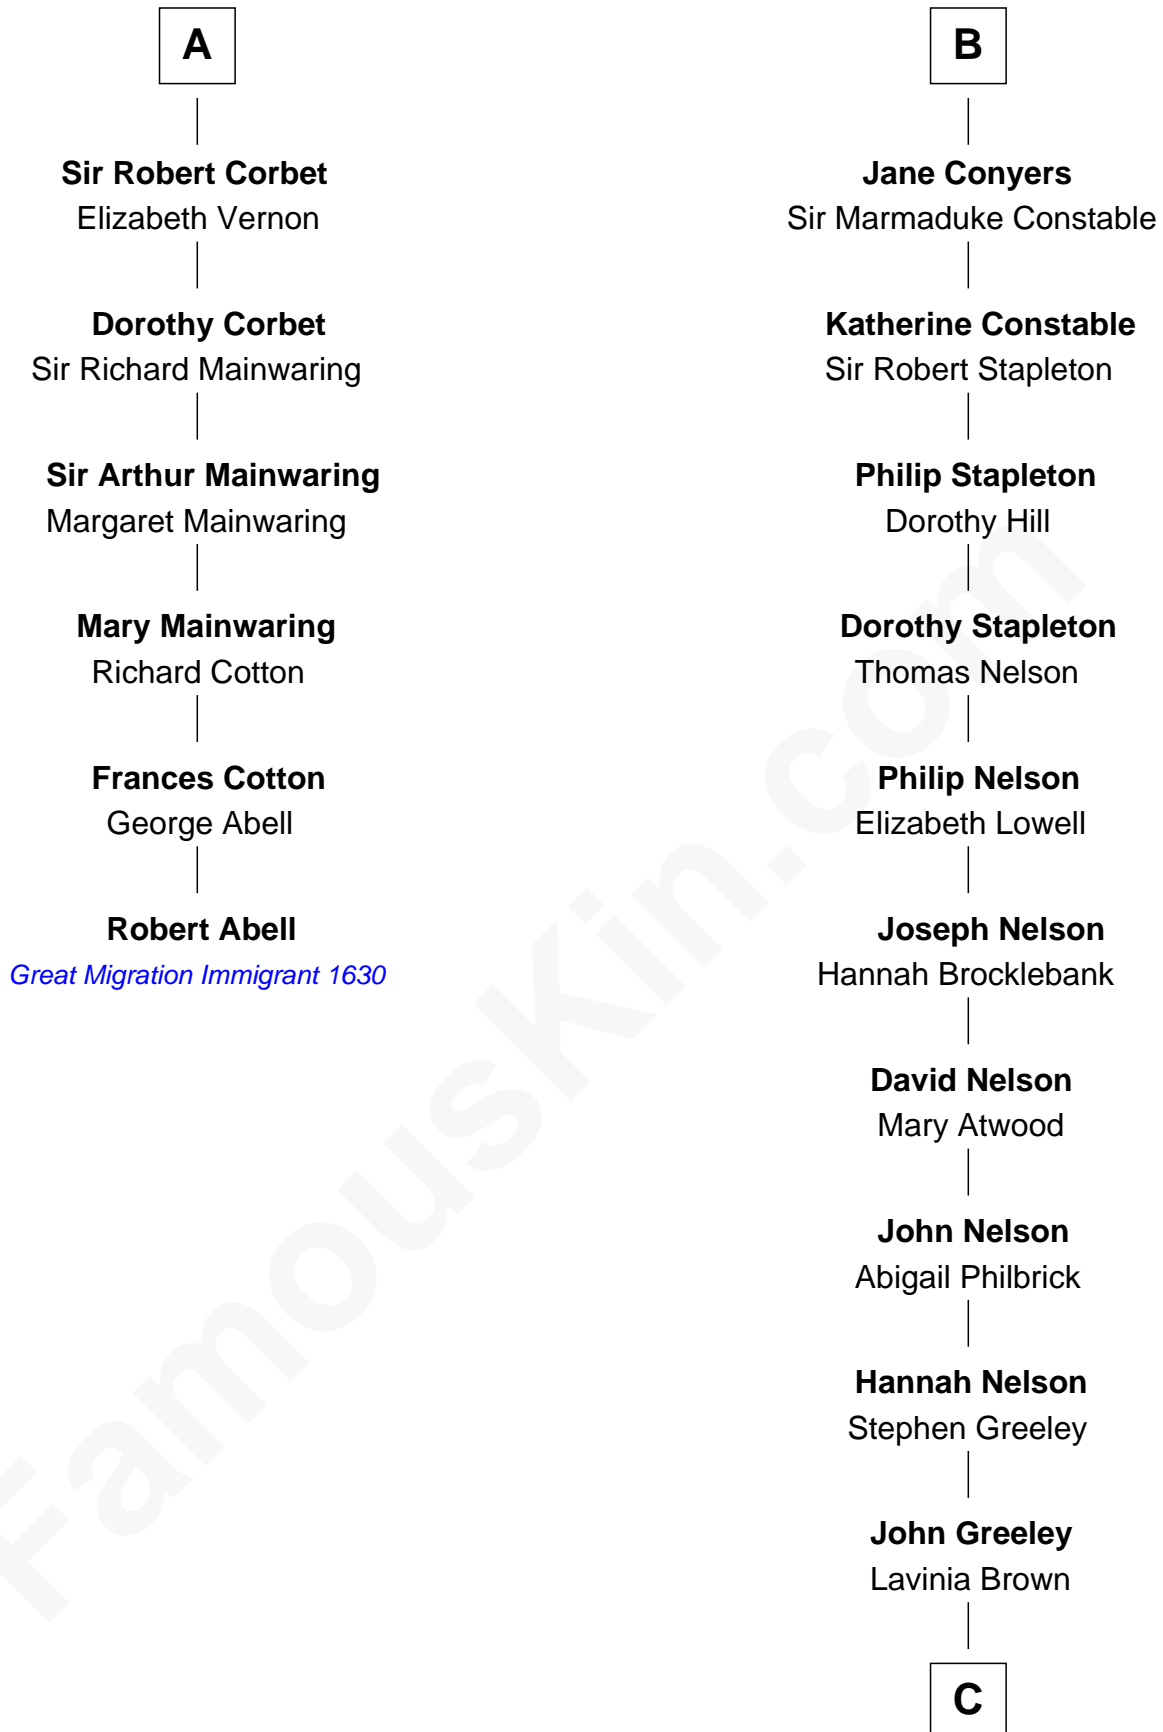 A
Sir Robert Corbet
Elizabeth Vernon
Dorothy Corbet
Sir Richard Mainwaring
Sir Arthur Mainwaring
Margaret Mainwaring
Mary Mainwaring
Richard Cotton
Frances Cotton
George Abell
Robert Abell
Great Migration Immigrant 1630
B
Jane Conyers
Sir Marmaduke Constable
Katherine Constable
Sir Robert Stapleton
Philip Stapleton
Dorothy Hill
Dorothy Stapleton
Thomas Nelson
Philip Nelson
Elizabeth Lowell
Joseph Nelson
Hannah Brocklebank
David Nelson
Mary Atwood
John Nelson
Abigail Philbrick
Hannah Nelson
Stephen Greeley
John Greeley
Lavinia Brown
C
FamousKin.com